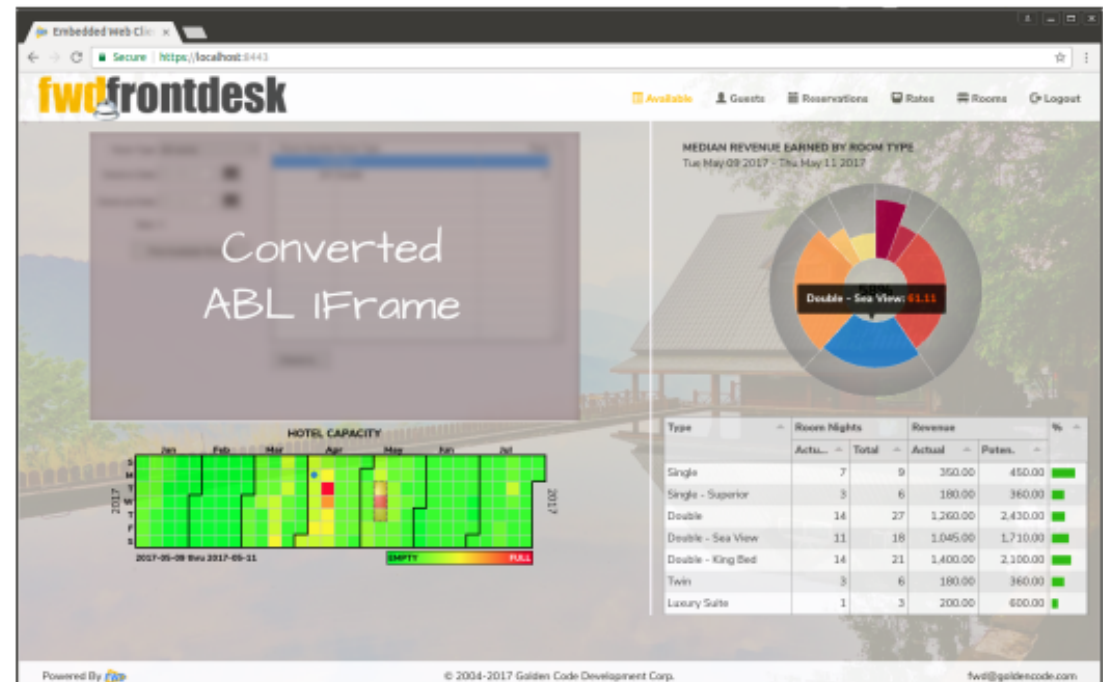 Embedded Web Clie
Secure https://localhost:8443
fwdfrontdesk
Available Guests Reservations Rates Rooms Logout
MEDIAN REVENUE EARNED BY ROOM TYPE
Tue May 09 2017 - Thu May 11 2017
Converted
ABL IFrame
Double - Sea View: 61.11
HOTEL CAPACITY
Jan Feb Mar Apr May Jun Jul
S
M
T
W
T
F
S
2017
2017
2017-05-09 thru 2017-05-11
EMPTY FULL
Type Room Nights Revenue %
Actu... Total Actual Poten.
Single 7 9 350.00 450.00
Single - Superior 3 6 180.00 360.00
Double 14 27 1,260.00 2,430.00
Double - Sea View 11 18 1,045.00 1,710.00
Double - King Bed 14 21 1,400.00 2,100.00
Twin 3 6 180.00 360.00
Luxury Suite 1 3 200.00 600.00
Powered By fwd
© 2004-2017 Golden Code Development Corp.
fwd@goldencode.com